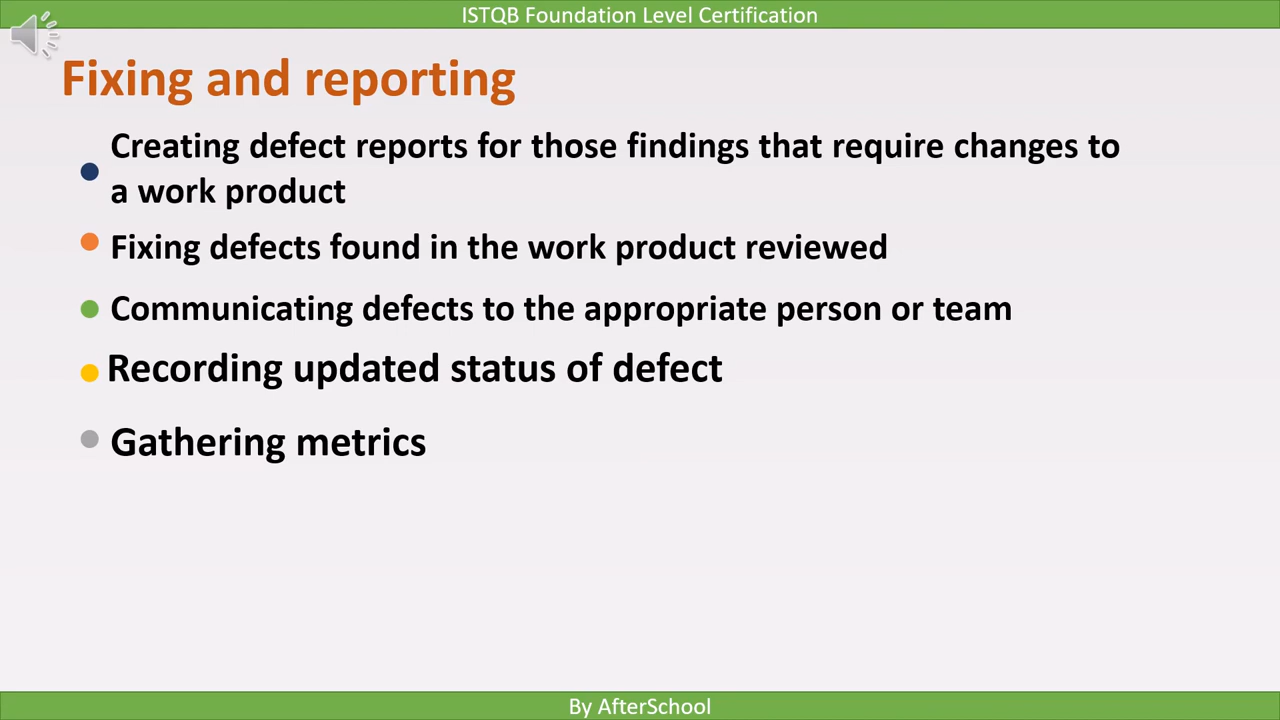 ISTQB Foundation Level Certification
Fixing and reporting
Creating defect reports for those findings that require changes to
a work product
Fixing defects found in the work product reviewed
Communicating defects to the appropriate person or team
Recording updated status of defect
Gathering metrics
By AfterSchool